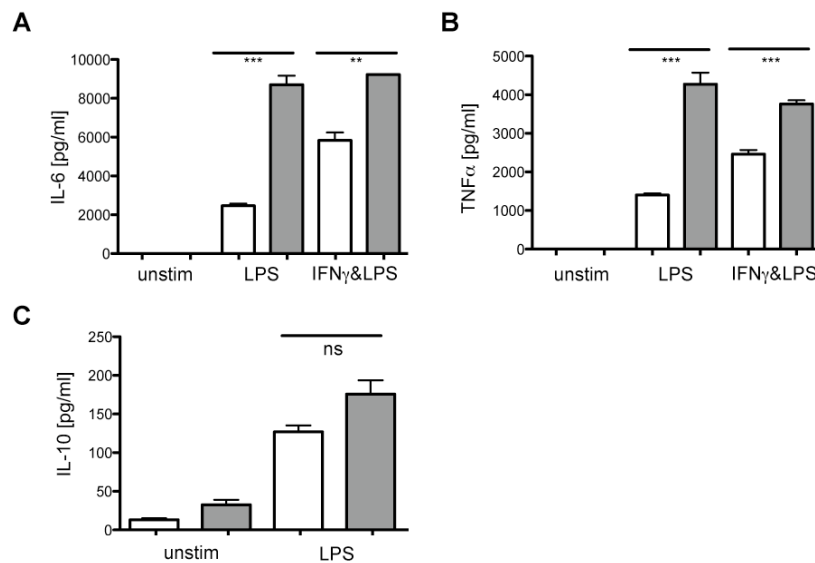 A
IL-6 [pg/ml]
10000
8000
6000
4000
2000
0
***
**
unstim
LPS
IFNγ&LPS
B
TNFα [pg/ml]
5000
4000
3000
2000
1000
0
***
***
unstim
LPS
IFNγ&LPS
C
IL-10 [pg/ml]
250
200
150
100
50
0
ns
unstim
LPS